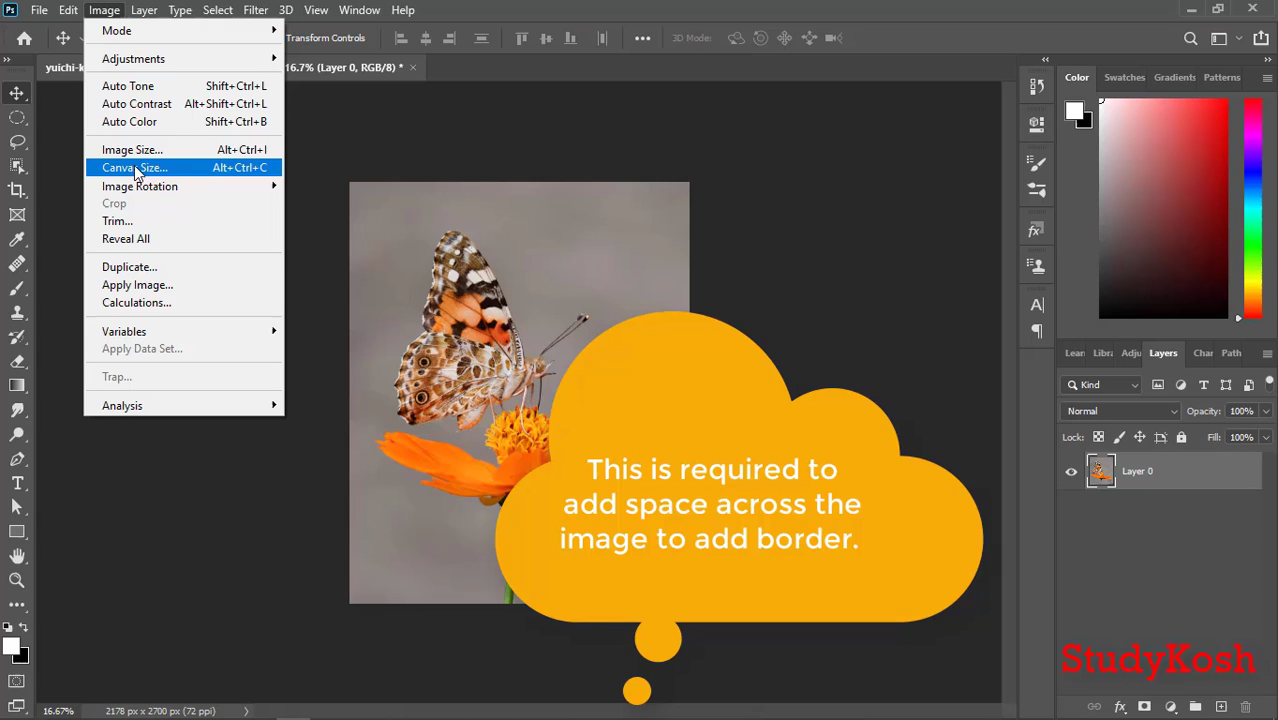 Ps File Edit Image Layer Type Select Filter 3D View Window Help
Transform Controls 3D Mode:
16.7% (Layer 0, RGB/8) *
Mode
Adjustments
Auto Tone Shift+Ctrl+L
Auto Contrast Alt+Shift+Ctrl+L
Auto Color Shift+Ctrl+B
Image Size... Alt+Ctrl+I
Canvas Size... Alt+Ctrl+C
Image Rotation
Crop
Trim...
Reveal All
Duplicate...
Apply Image...
Calculations...
Variables
Apply Data Set...
Trap...
Analysis
This is required to
add space across the
image to add border.
Color Swatches Gradients Patterns
Lear Libra Adju Layers Char Path
Kind
Normal Opacity: 100%
Lock: Fill: 100%
Layer 0
StudyKosh
16.67% 2178 px x 2700 px (72 ppi)